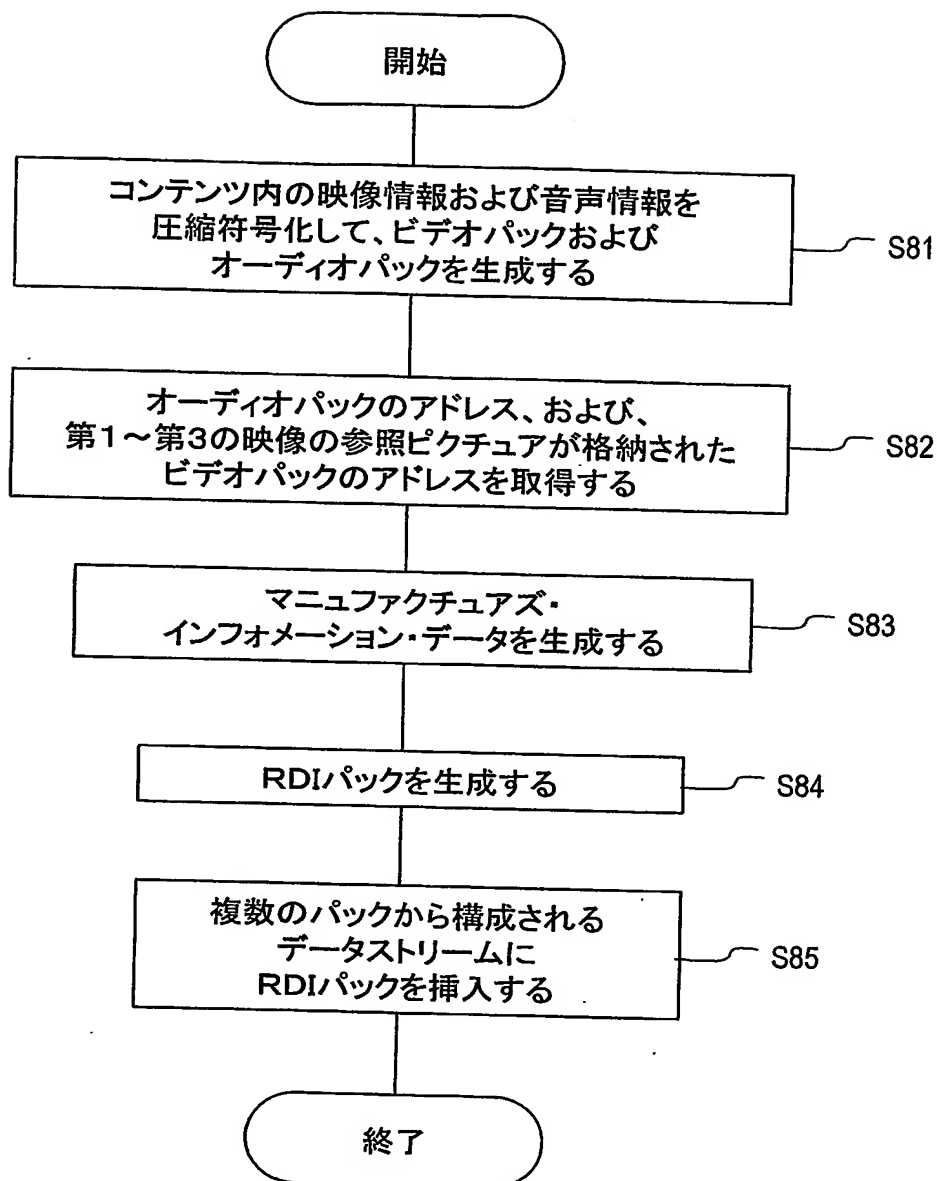 開始
コンテンツ内の映像情報および音声情報を
圧縮符号化して、ビデオパックおよび
オーディオパックを生成する
S81
オーディオパックのアドレス、および、
第1～第3の映像の参照ピクチュアが格納された
ビデオパックのアドレスを取得する
S82
マニュファクチュアズ・
インフォメーション・データを生成する
S83
RDIパックを生成する
S84
複数のパックから構成される
データストリームに
RDIパックを挿入する
S85
終了